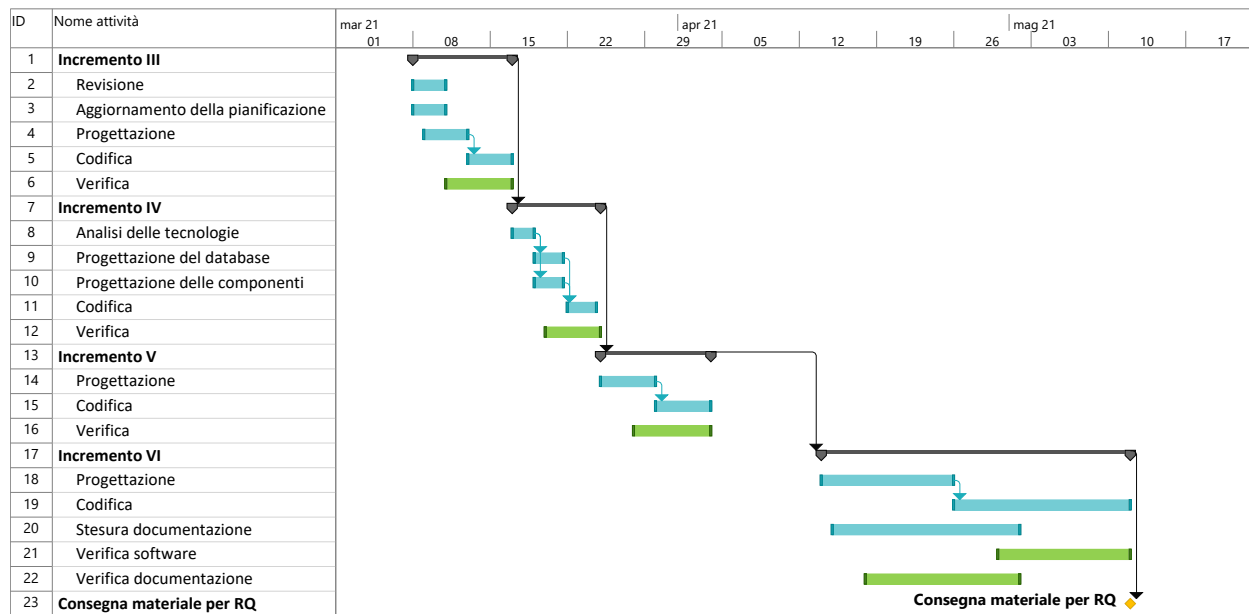 ID Nome attività mar 21 apr 21 mag 21
01 08 15 22 29 05 12 19 26 03 10 17
1 Incremento III
2 Revisione
3 Aggiornamento della pianificazione
4 Progettazione
5 Codifica
6 Verifica
7 Incremento IV
8 Analisi delle tecnologie
9 Progettazione del database
10 Progettazione delle componenti
11 Codifica
12 Verifica
13 Incremento V
14 Progettazione
15 Codifica
16 Verifica
17 Incremento VI
18 Progettazione
19 Codifica
20 Stesura documentazione
21 Verifica software
22 Verifica documentazione
23 Consegna materiale per RQ Consegna materiale per RQ